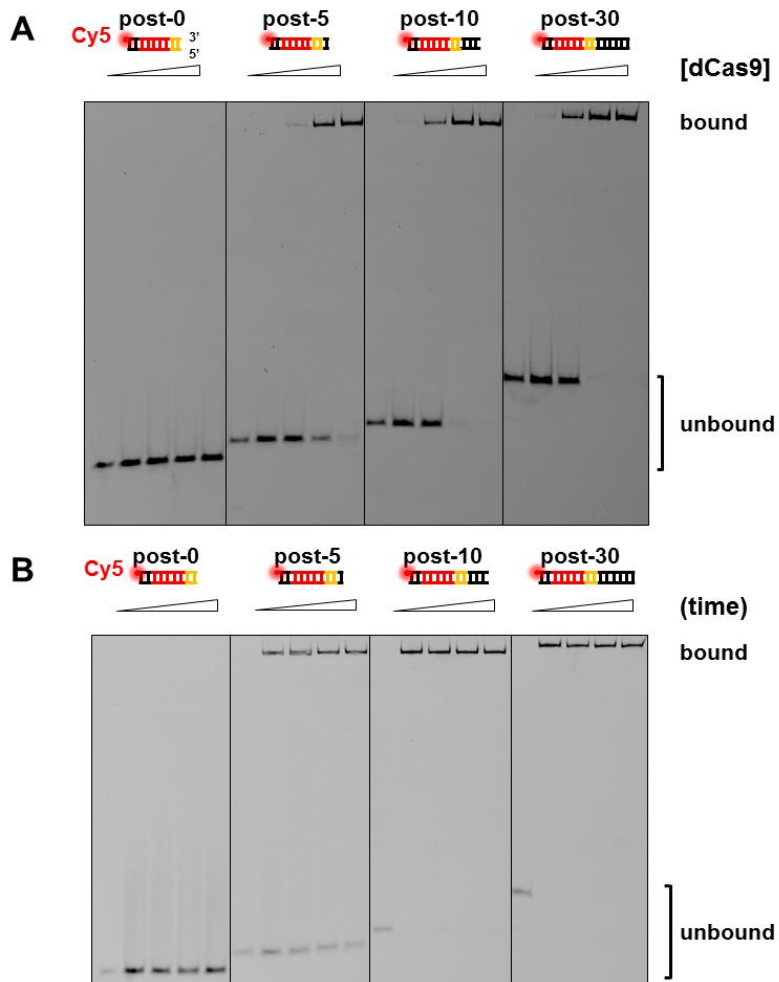 A
post-0 post-5 post-10 post-30
Cy5 3'
5'
[dCas9]
bound
unbound
B
post-0 post-5 post-10 post-30
Cy5
(time)
bound
unbound